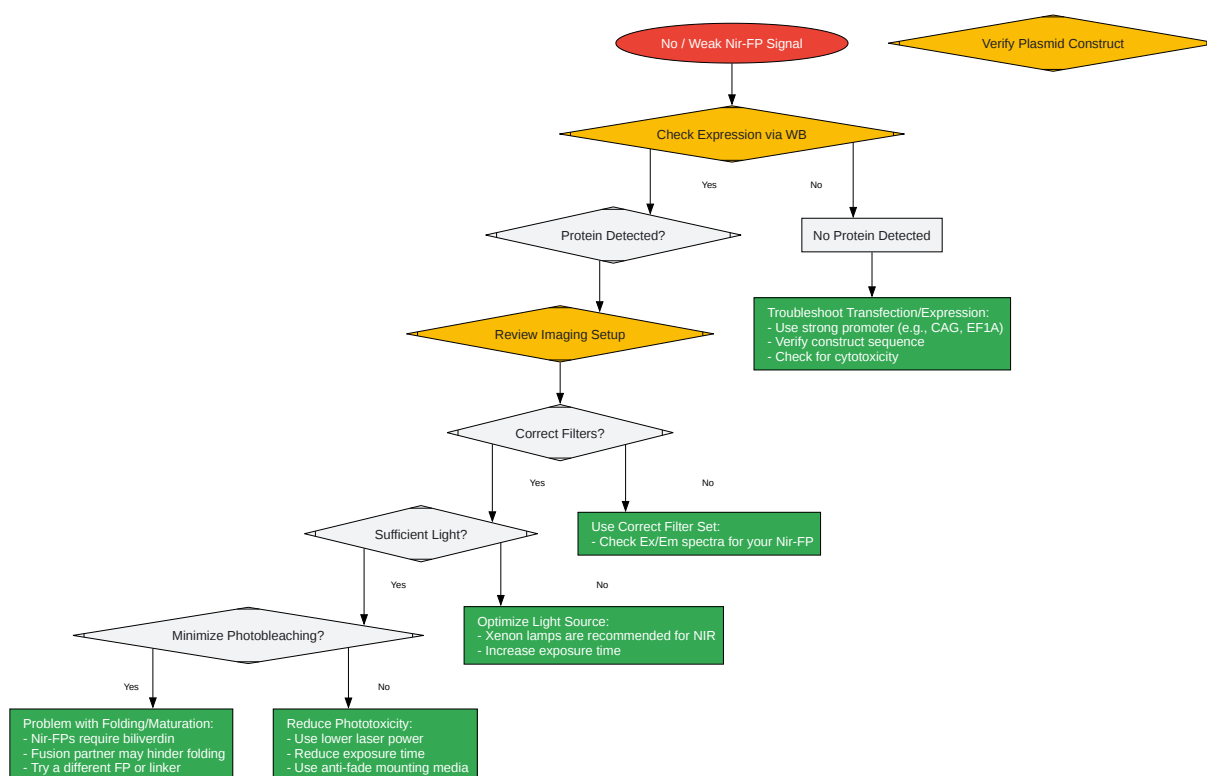 No / Weak Nir-FP Signal
Verify Plasmid Construct
Check Expression via WB
Yes
No
Protein Detected?
No Protein Detected
Troubleshoot Transfection/Expression:
- Use strong promoter (e.g., CAG, EF1A)
- Verify construct sequence
- Check for cytotoxicity
Review Imaging Setup
Correct Filters?
Yes
No
Use Correct Filter Set:
- Check Ex/Em spectra for your Nir-FP
Sufficient Light?
Yes
No
Optimize Light Source:
- Xenon lamps are recommended for NIR
- Increase exposure time
Minimize Photobleaching?
Yes
No
Problem with Folding/Maturation:
- Nir-FPs require biliverdin
- Fusion partner may hinder folding
- Try a different FP or linker
Reduce Phototoxicity:
- Use lower laser power
- Reduce exposure time
- Use anti-fade mounting media